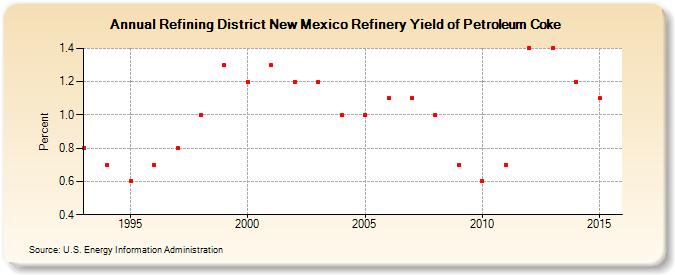 Annual Refining District New Mexico Refinery Yield of Petroleum Coke
Percent
1.4
1.2
1.0
0.8
0.6
0.4
1995 2000 2005 2010 2015
Source: U.S. Energy Information Administration